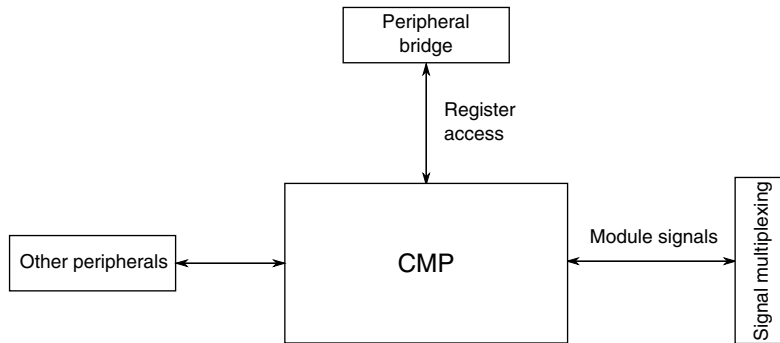 Peripheral
bridge
Register
access
Other peripherals
CMP
Module signals
Signal multiplexing